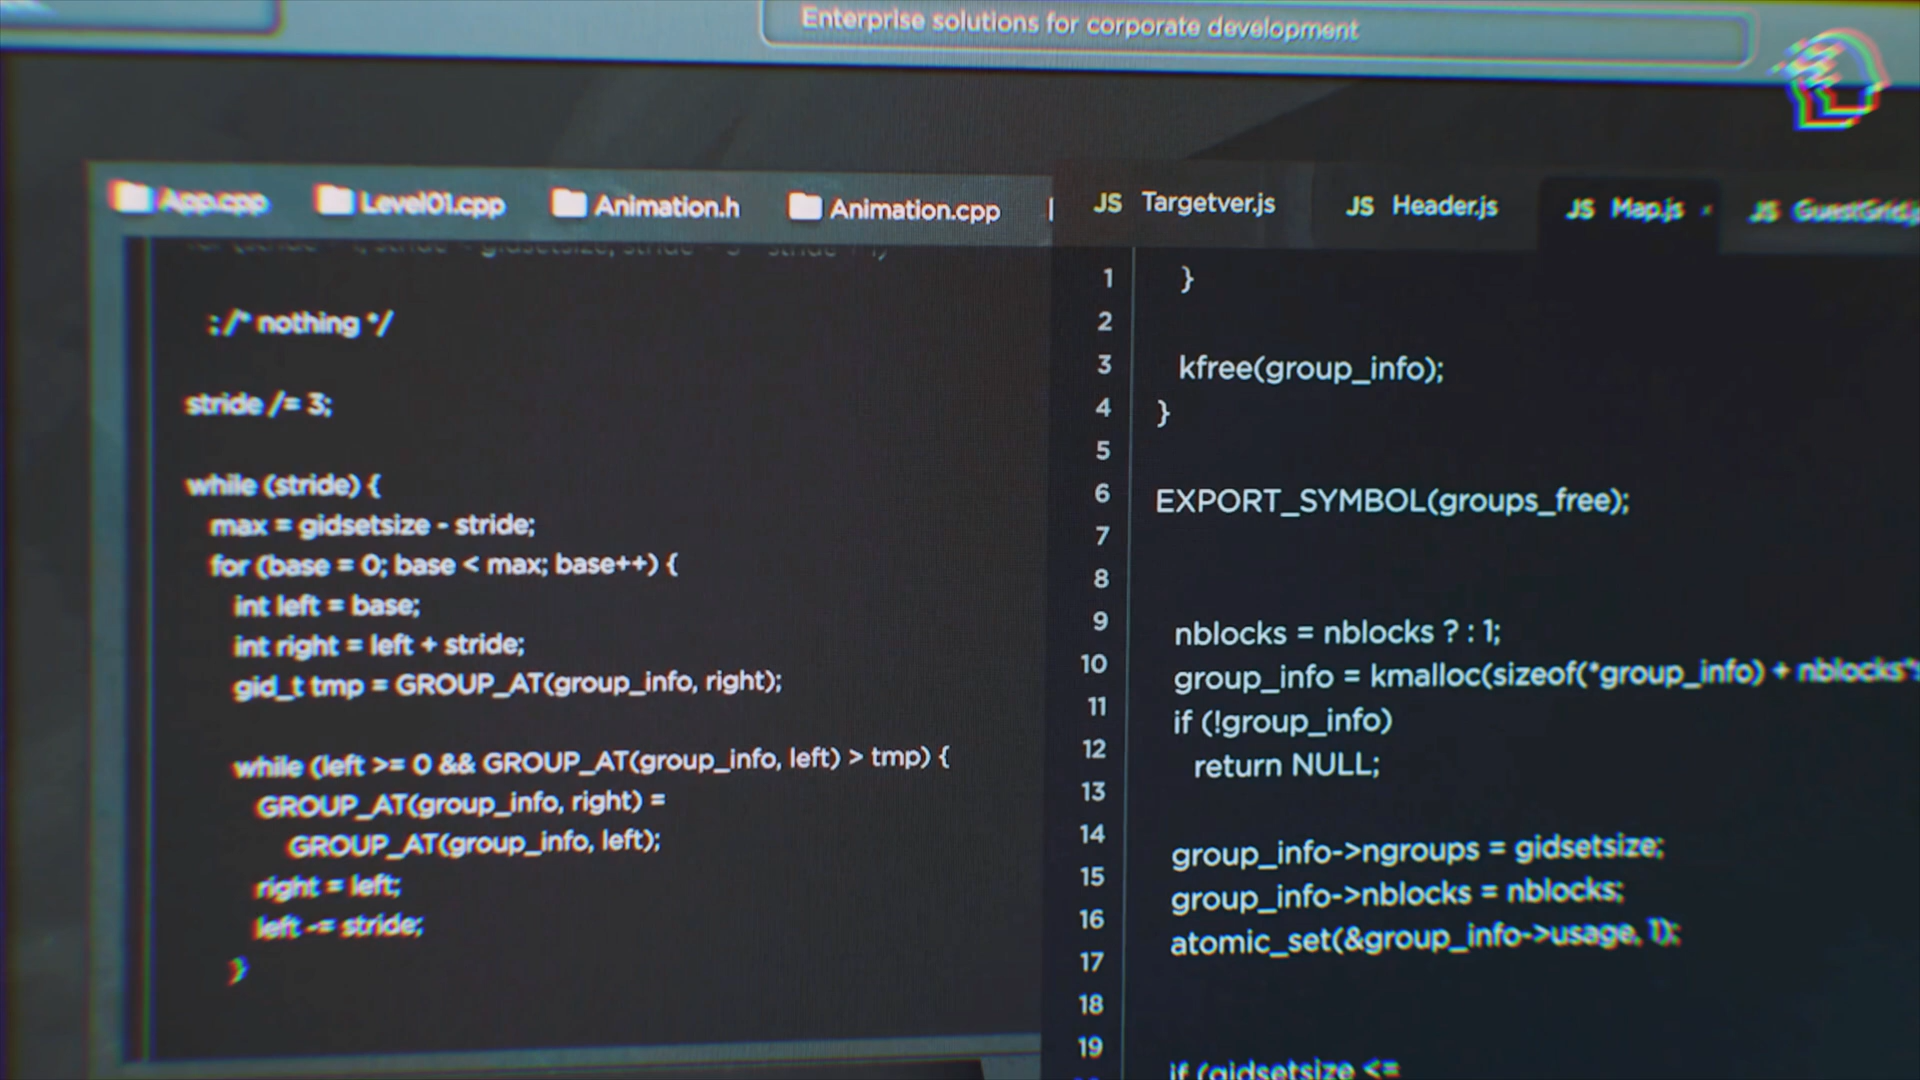 Enterprise solutions for corporate development
App.cpp
Level01.cpp
Animation.h
Animation.cpp
: /* nothing */
stride /= 3;
while (stride) {
max = gidsetsize - stride;
for (base = 0; base < max; base++) {
int left = base;
int right = left + stride;
gid_t tmp = GROUP_AT(group_info, right);
while (left >= 0 && GROUP_AT(group_info, left) > tmp) {
GROUP_AT(group_info, right) =
GROUP_AT(group_info, left);
right = left;
left -= stride;
}
JS Targetver.js
JS Header.js
JS Map.js ×
JS GuestGrid.js
1 }
2
3 kfree(group_info);
4 }
5
6 EXPORT_SYMBOL(groups_free);
7
8
9 nblocks = nblocks ? : 1;
10 group_info = kmalloc(sizeof(*group_info) + nblocks*
11 if (!group_info)
12 return NULL;
13
14 group_info->ngroups = gidsetsize;
15 group_info->nblocks = nblocks;
16 atomic_set(&group_info->usage, 1);
17
18
19 if (gidsetsize <=